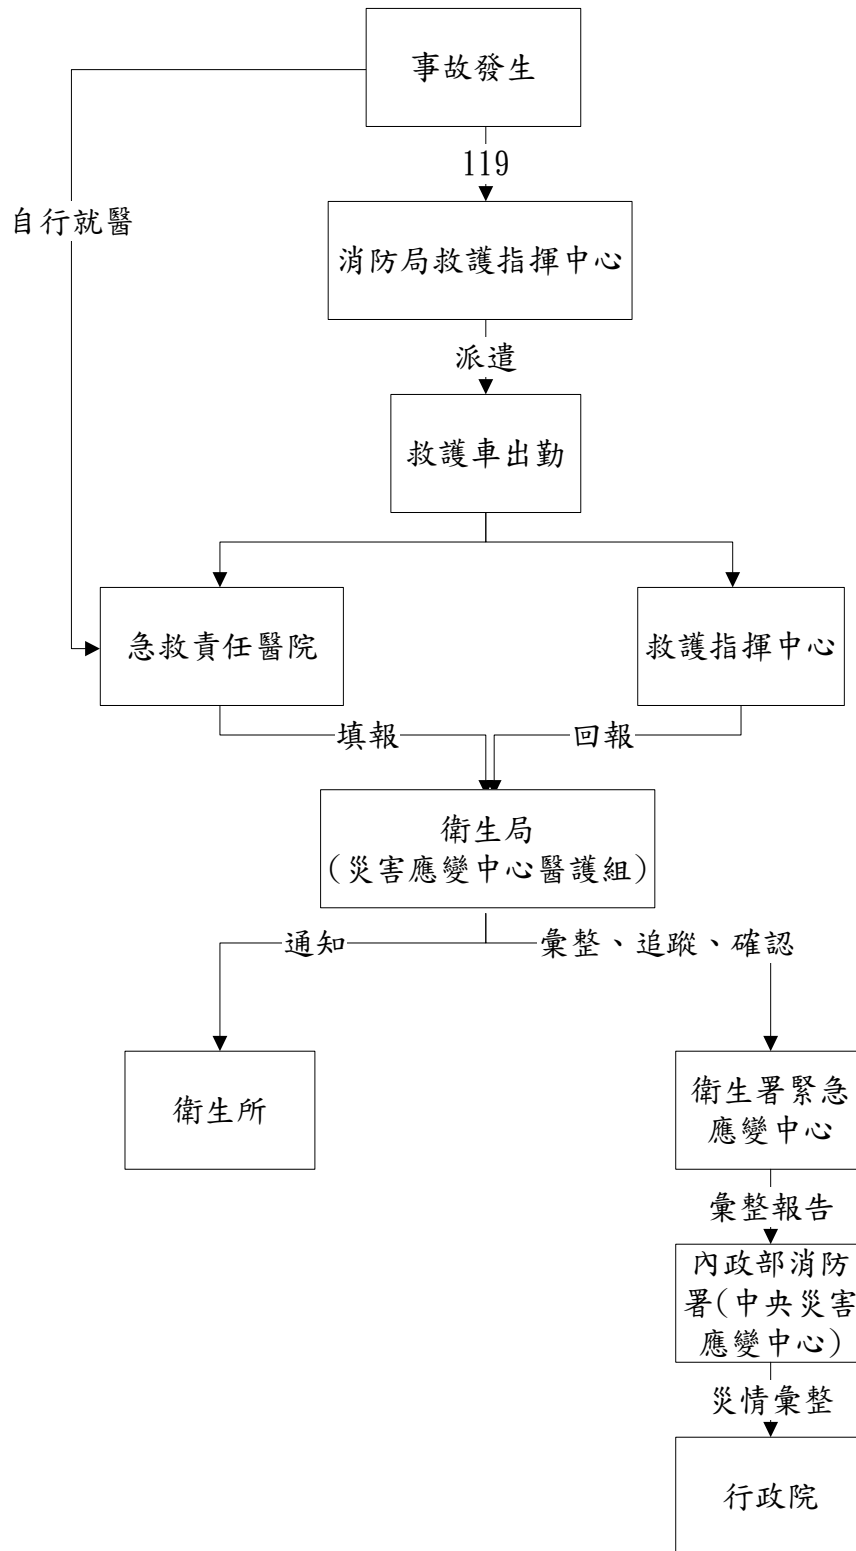 事故發生
119
自行就醫
消防局救護指揮中心
派遣
救護車出勤
急救責任醫院
救護指揮中心
填報
回報
衛生局
（災害應變中心醫護組）
通知
彙整、追蹤、確認
衛生所
衛生署緊急
應變中心
彙整報告
內政部消防
署(中央災害
應變中心)
災情彙整
行政院